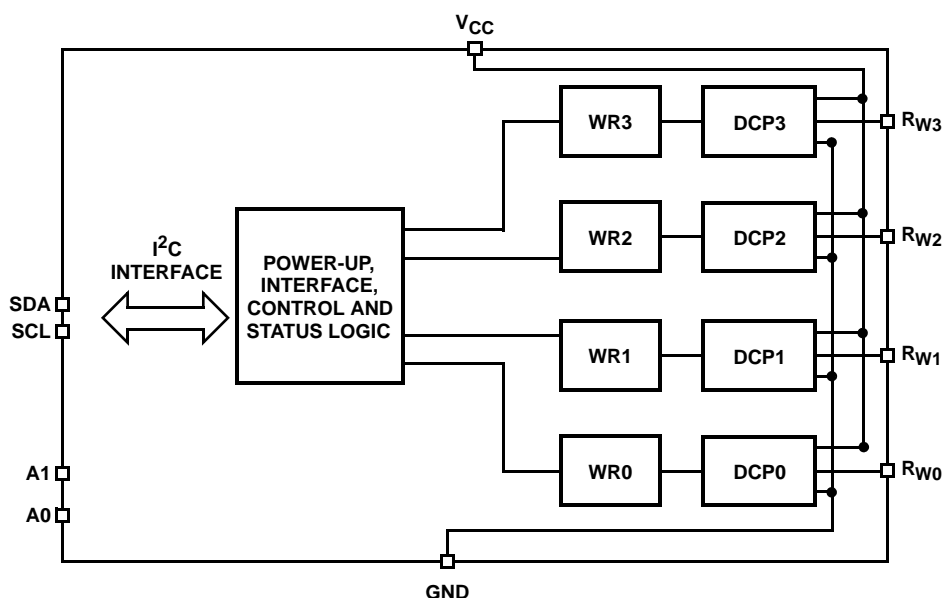 VCC
WR3
DCP3
RW3
WR2
DCP2
RW2
I2C
INTERFACE
POWER-UP,
INTERFACE,
CONTROL AND
STATUS LOGIC
SDA
SCL
WR1
DCP1
RW1
A1
WR0
DCP0
RW0
A0
GND